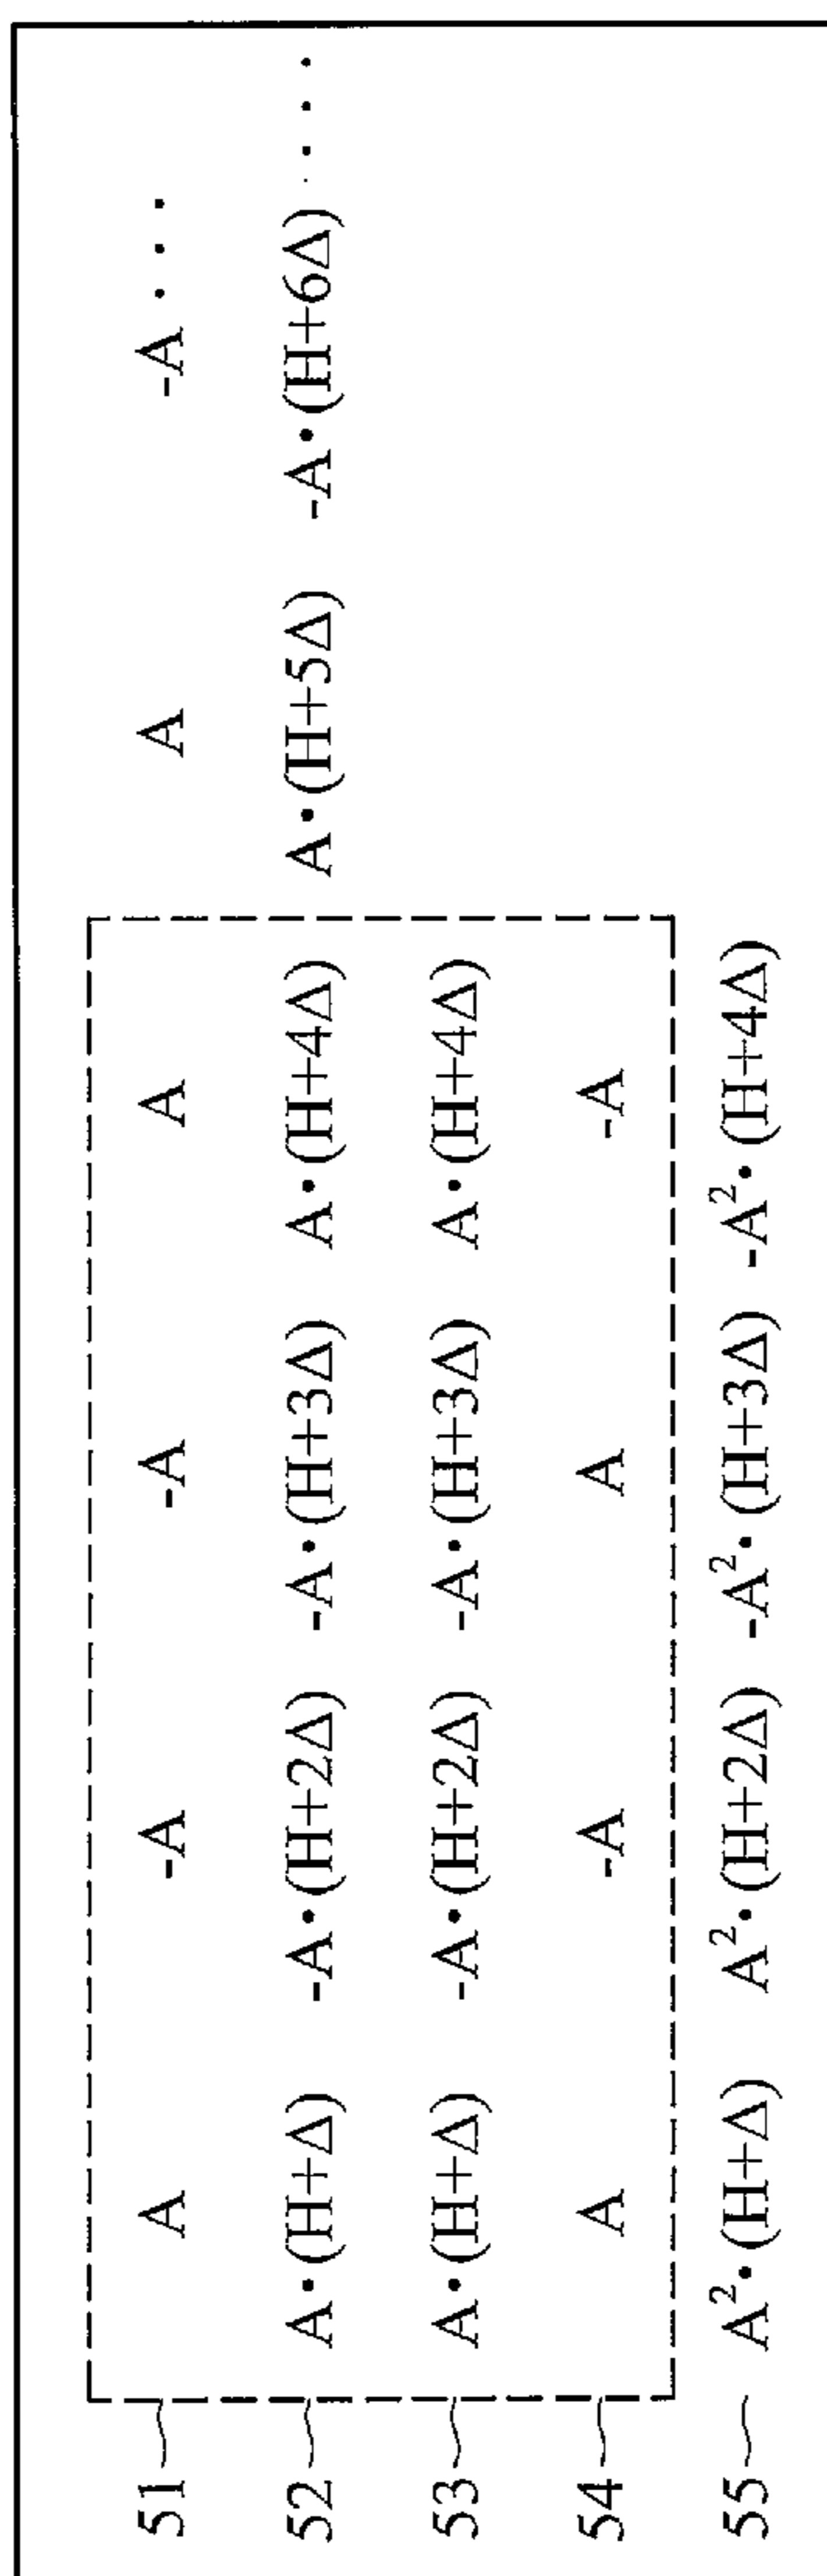 51 A -A -A A A -A • • •
52 A•(H+Δ) -A•(H+2Δ) -A•(H+3Δ) A•(H+4Δ) A•(H+5Δ) -A•(H+6Δ) • • • •
53 A•(H+Δ) -A•(H+2Δ) -A•(H+3Δ) A•(H+4Δ)
54 A -A A -A
55 A²•(H+Δ) A²•(H+2Δ) -A²•(H+3Δ) -A²•(H+4Δ)